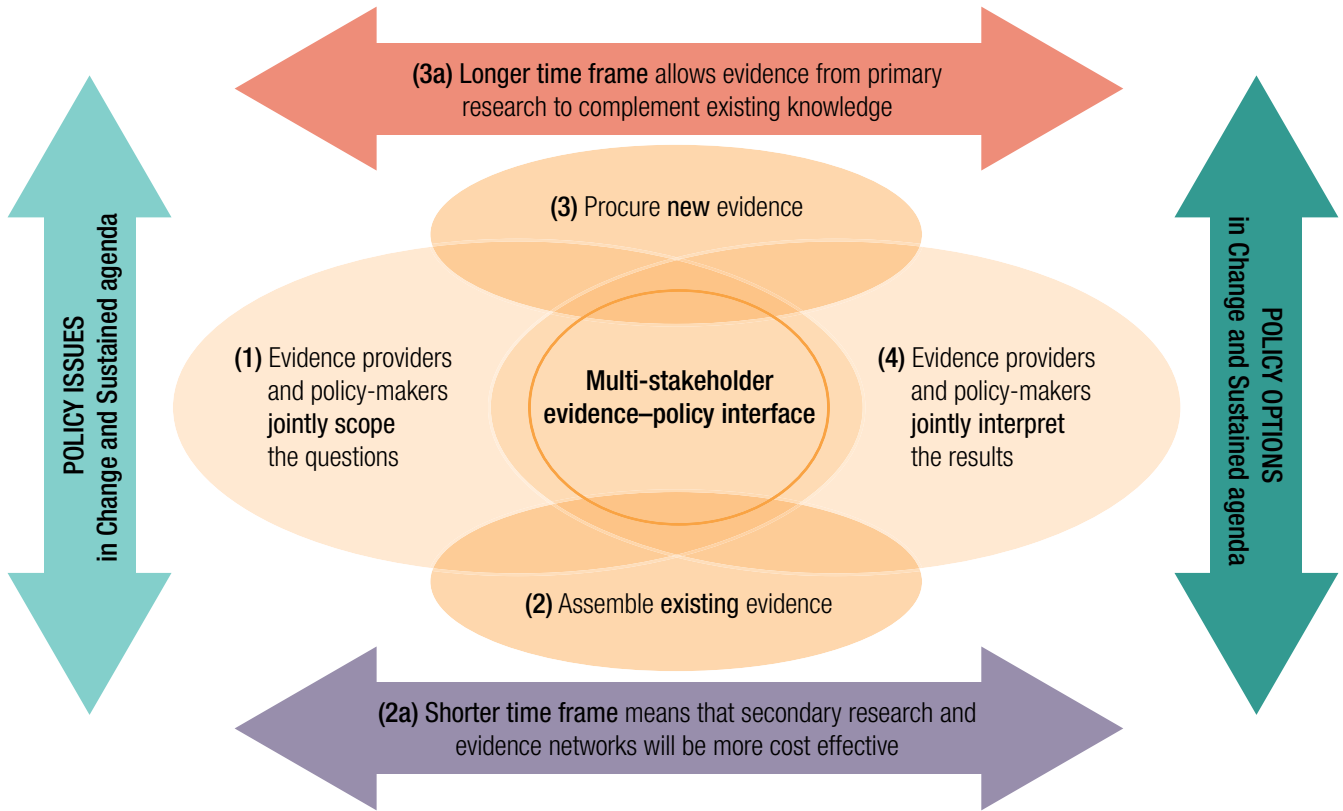 (3a) Longer time frame allows evidence from primary
research to complement existing knowledge
POLICY ISSUES
in Change and Sustained agenda
(3) Procure new evidence
(1) Evidence providers
and policy-makers
jointly scope
the questions
Multi-stakeholder
evidence–policy interface
(4) Evidence providers
and policy-makers
jointly interpret
the results
POLICY OPTIONS
in Change and Sustained agenda
(2) Assemble existing evidence
(2a) Shorter time frame means that secondary research and
evidence networks will be more cost effective